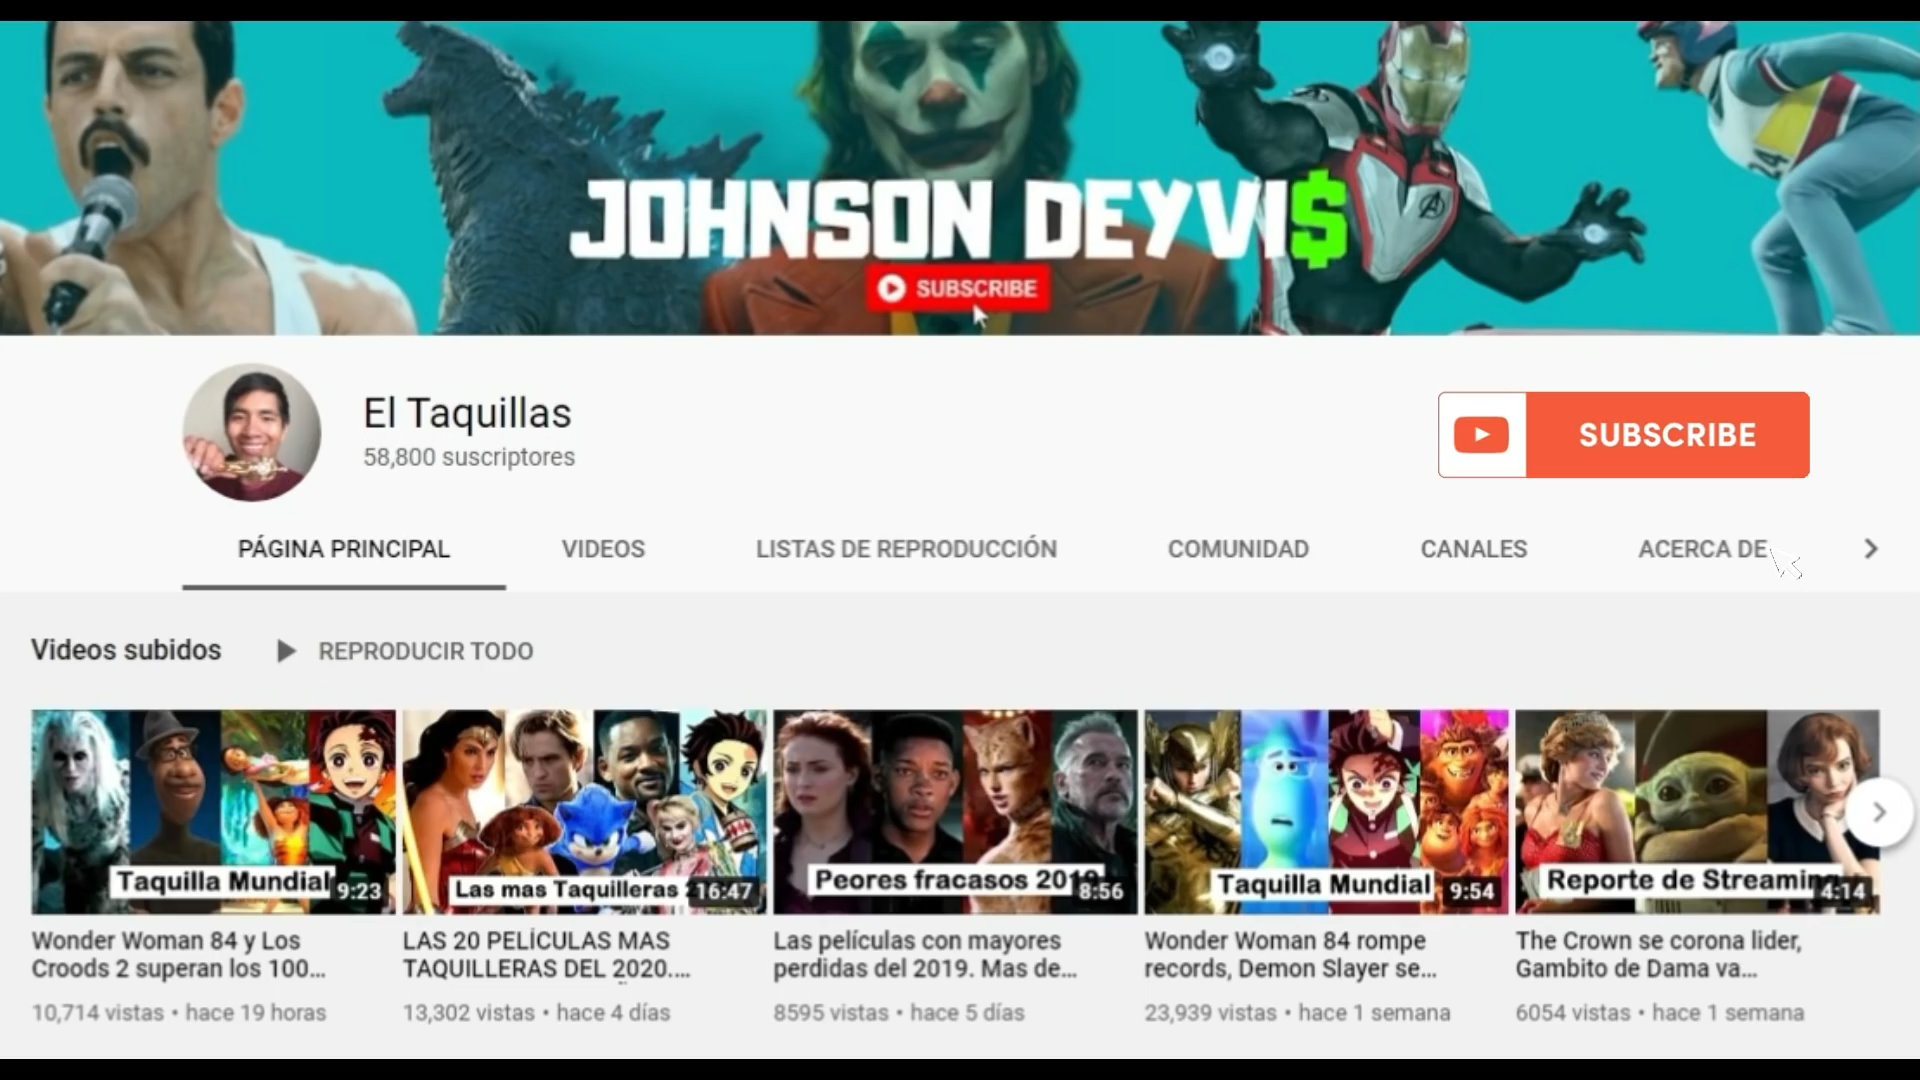 JOHNSON DEYVI$
SUBSCRIBE
El Taquillas
58,800 suscriptores
SUBSCRIBE
PÁGINA PRINCIPAL VIDEOS LISTAS DE REPRODUCCIÓN COMUNIDAD CANALES ACERCA DE
Videos subidos REPRODUCIR TODO
Taquilla Mundial 9:23
Las mas Taquilleras 16:47
Peores fracasos 2019 8:56
Taquilla Mundial 9:54
Reporte de Streaming 4:14
Wonder Woman 84 y Los
Croods 2 superan los 100...
10,714 vistas • hace 19 horas
LAS 20 PELÍCULAS MAS
TAQUILLERAS DEL 2020....
13,302 vistas • hace 4 días
Las películas con mayores
perdidas del 2019. Mas de...
8595 vistas • hace 5 días
Wonder Woman 84 rompe
records, Demon Slayer se...
23,939 vistas • hace 1 semana
The Crown se corona lider,
Gambito de Dama va...
6054 vistas • hace 1 semana